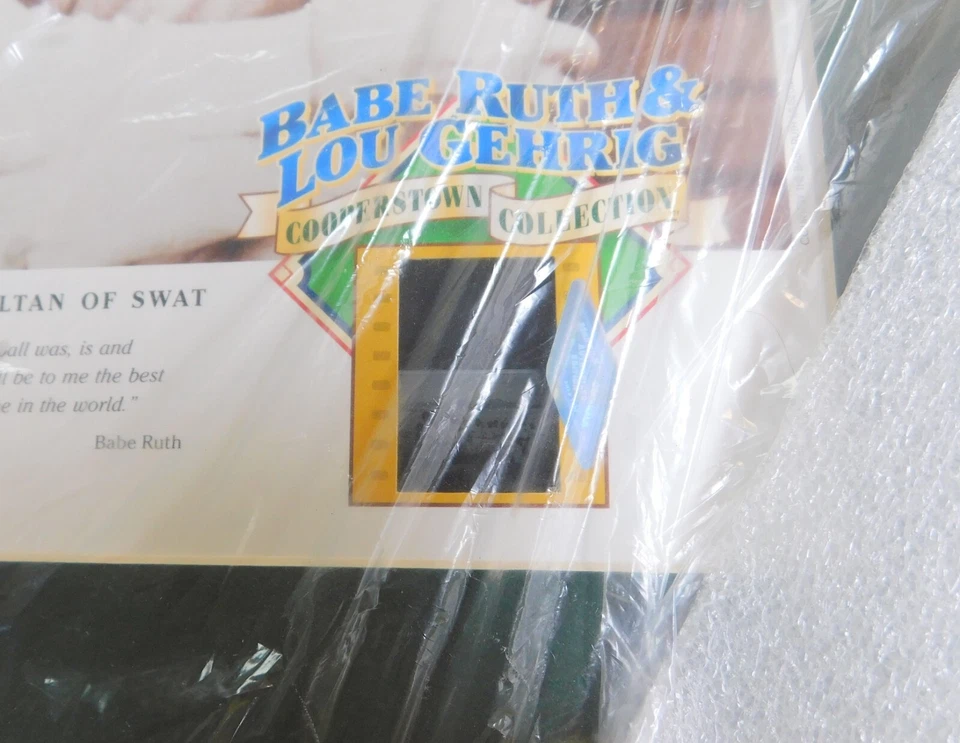 BABE RUTH &
LOU GEHRIG
COOPERSTOWN COLLECTION
LTAN OF SWAT
ball was, is and
be to me the best
in the world."
Babe Ruth